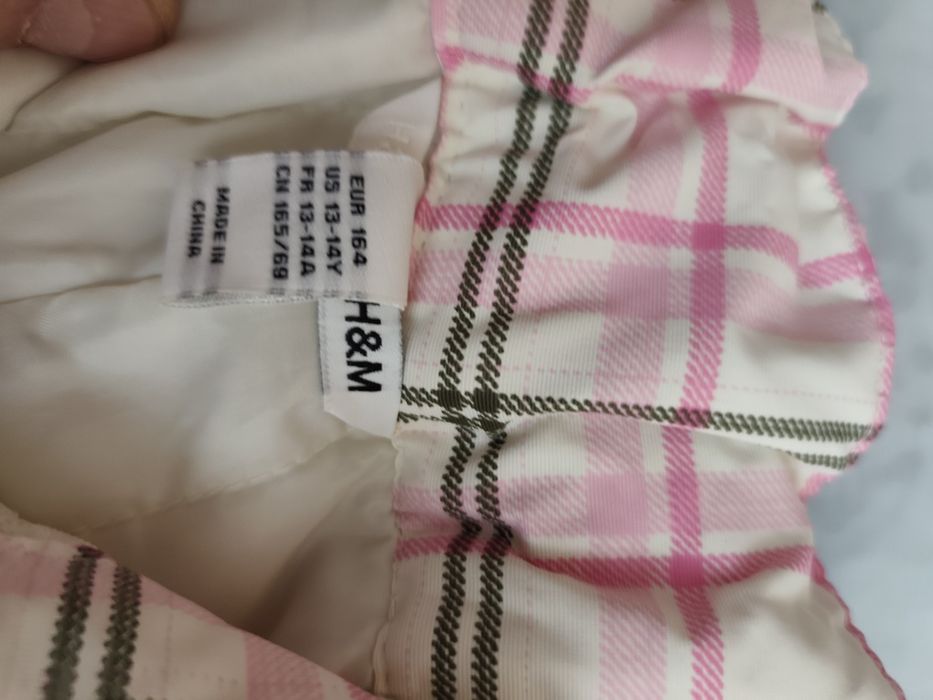 EUR 164
US 13-14Y
FR 13-14A
CN 165/69
MADE IN
CHINA
H&M